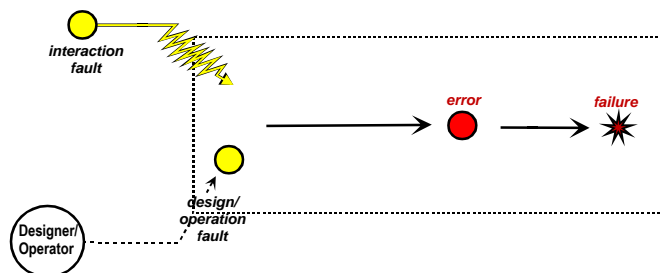 interaction
fault
error
failure
design/
operation
fault
Designer/
Operator